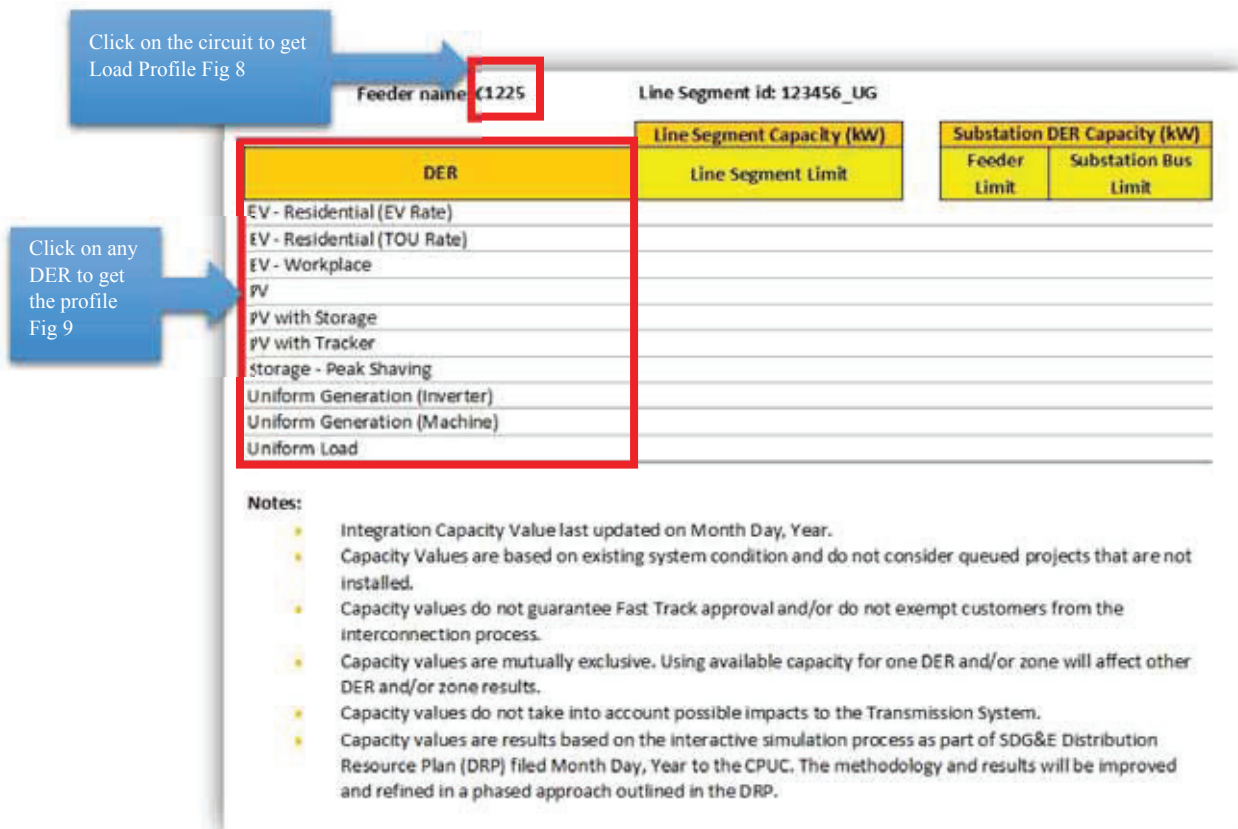 Click on the circuit to get
Load Profile Fig 8
Feeder name: C1225
Line Segment id: 123456_UG
Line Segment Capacity (kW)
Substation DER Capacity (kW)
DER
Line Segment Limit
Feeder
Limit
Substation Bus
Limit
EV - Residential (EV Rate)
EV - Residential (TOU Rate)
EV - Workplace
PV
PV with Storage
PV with Tracker
Storage - Peak Shaving
Uniform Generation (Inverter)
Uniform Generation (Machine)
Uniform Load
Click on any
DER to get
the profile
Fig 9
Notes:
Integration Capacity Value last updated on Month Day, Year.
Capacity Values are based on existing system condition and do not consider queued projects that are not
installed.
Capacity values do not guarantee Fast Track approval and/or do not exempt customers from the
interconnection process.
Capacity values are mutually exclusive. Using available capacity for one DER and/or zone will affect other
DER and/or zone results.
Capacity values do not take into account possible impacts to the Transmission System.
Capacity values are results based on the interactive simulation process as part of SDG&E Distribution
Resource Plan (DRP) filed Month Day, Year to the CPUC. The methodology and results will be improved
and refined in a phased approach outlined in the DRP.